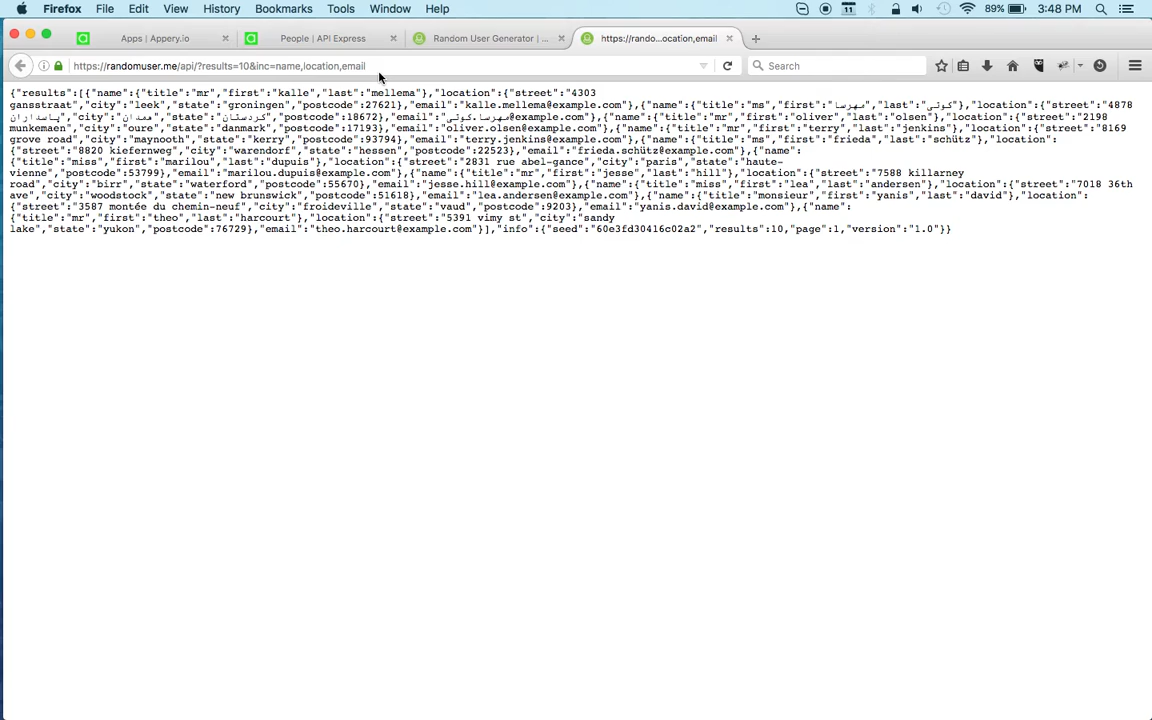 Firefox File Edit View History Bookmarks Tools Window Help 11 89% 3:48 PM
Apps | Appery.io × People | API Express × Random User Generator | ... × https://rando...ocation,email × +
https://randomuser.me/api/?results=10&inc=name,location,email Search
{"results":[{"name":{"title":"mr","first":"kalle","last":"mellema"},"location":{"street":"4303
gansstraat","city":"leek","state":"groningen","postcode":27621},"email":"kalle.mellema@example.com"},{"name":{"title":"ms","first":"مهرسا","last":"کوتی"},"location":{"street":"4878
پاسداران","city":"همدان","state":"کردستان","postcode":18672},"email":"مهرسا.کوتی@example.com"},{"name":{"title":"mr","first":"oliver","last":"olsen"},"location":{"street":"2198
munkemaen","city":"oure","state":"danmark","postcode":17193},"email":"oliver.olsen@example.com"},{"name":{"title":"mr","first":"terry","last":"jenkins"},"location":{"street":"8169
grove road","city":"maynooth","state":"kerry","postcode":93794},"email":"terry.jenkins@example.com"},{"name":{"title":"ms","first":"frieda","last":"schütz"},"location":
{"street":"8820 kiefernweg","city":"warendorf","state":"hessen","postcode":22523},"email":"frieda.schütz@example.com"},{"name":
{"title":"miss","first":"marilou","last":"dupuis"},"location":{"street":"2831 rue abel-gance","city":"paris","state":"haute-
vienne","postcode":53799},"email":"marilou.dupuis@example.com"},{"name":{"title":"mr","first":"jesse","last":"hill"},"location":{"street":"7588 killarney
road","city":"birr","state":"waterford","postcode":55670},"email":"jesse.hill@example.com"},{"name":{"title":"miss","first":"lea","last":"andersen"},"location":{"street":"7018 36th
ave","city":"woodstock","state":"new brunswick","postcode":51618},"email":"lea.andersen@example.com"},{"name":{"title":"monsieur","first":"yanis","last":"david"},"location":
{"street":"3587 montée du chemin-neuf","city":"froideville","state":"vaud","postcode":9203},"email":"yanis.david@example.com"},{"name":
{"title":"mr","first":"theo","last":"harcourt"},"location":{"street":"5391 vimy st","city":"sandy
lake","state":"yukon","postcode":76729},"email":"theo.harcourt@example.com"}],"info":{"seed":"60e3fd30416c02a2","results":10,"page":1,"version":"1.0"}}